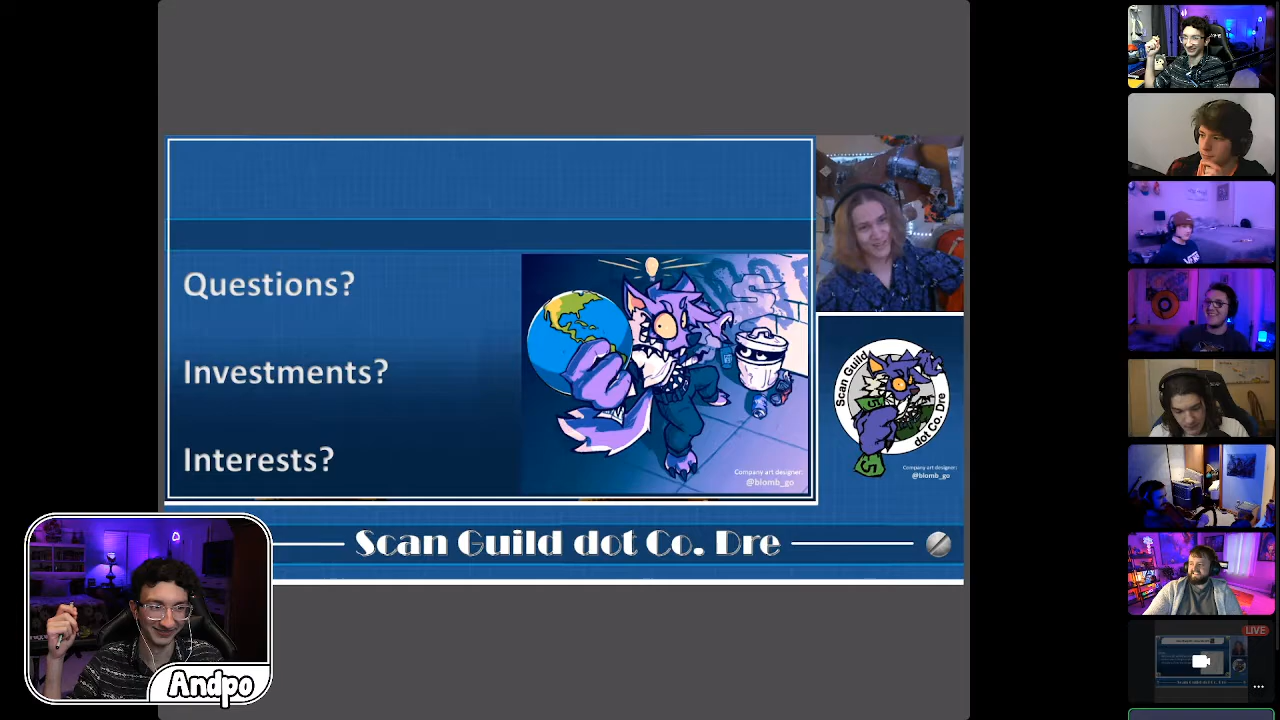 Questions?
Investments?
Interests?
Company art designer:
@blomb_go
Scan Guild
dot Co. Dre
Company art designer:
@blomb_go
Scan Guild dot Co. Dre
Andpo
LIVE